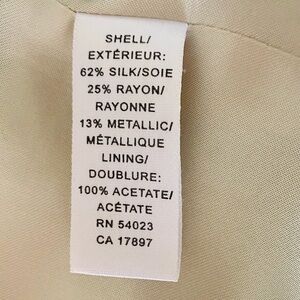 SHELL/
EXTÉRIEUR:
62% SILK/SOIE
25% RAYON/
RAYONNE
13% METALLIC/
MÉTALLIQUE
LINING/
DOUBLURE:
100% ACETATE/
ACÉTATE
RN 54023
CA 17897